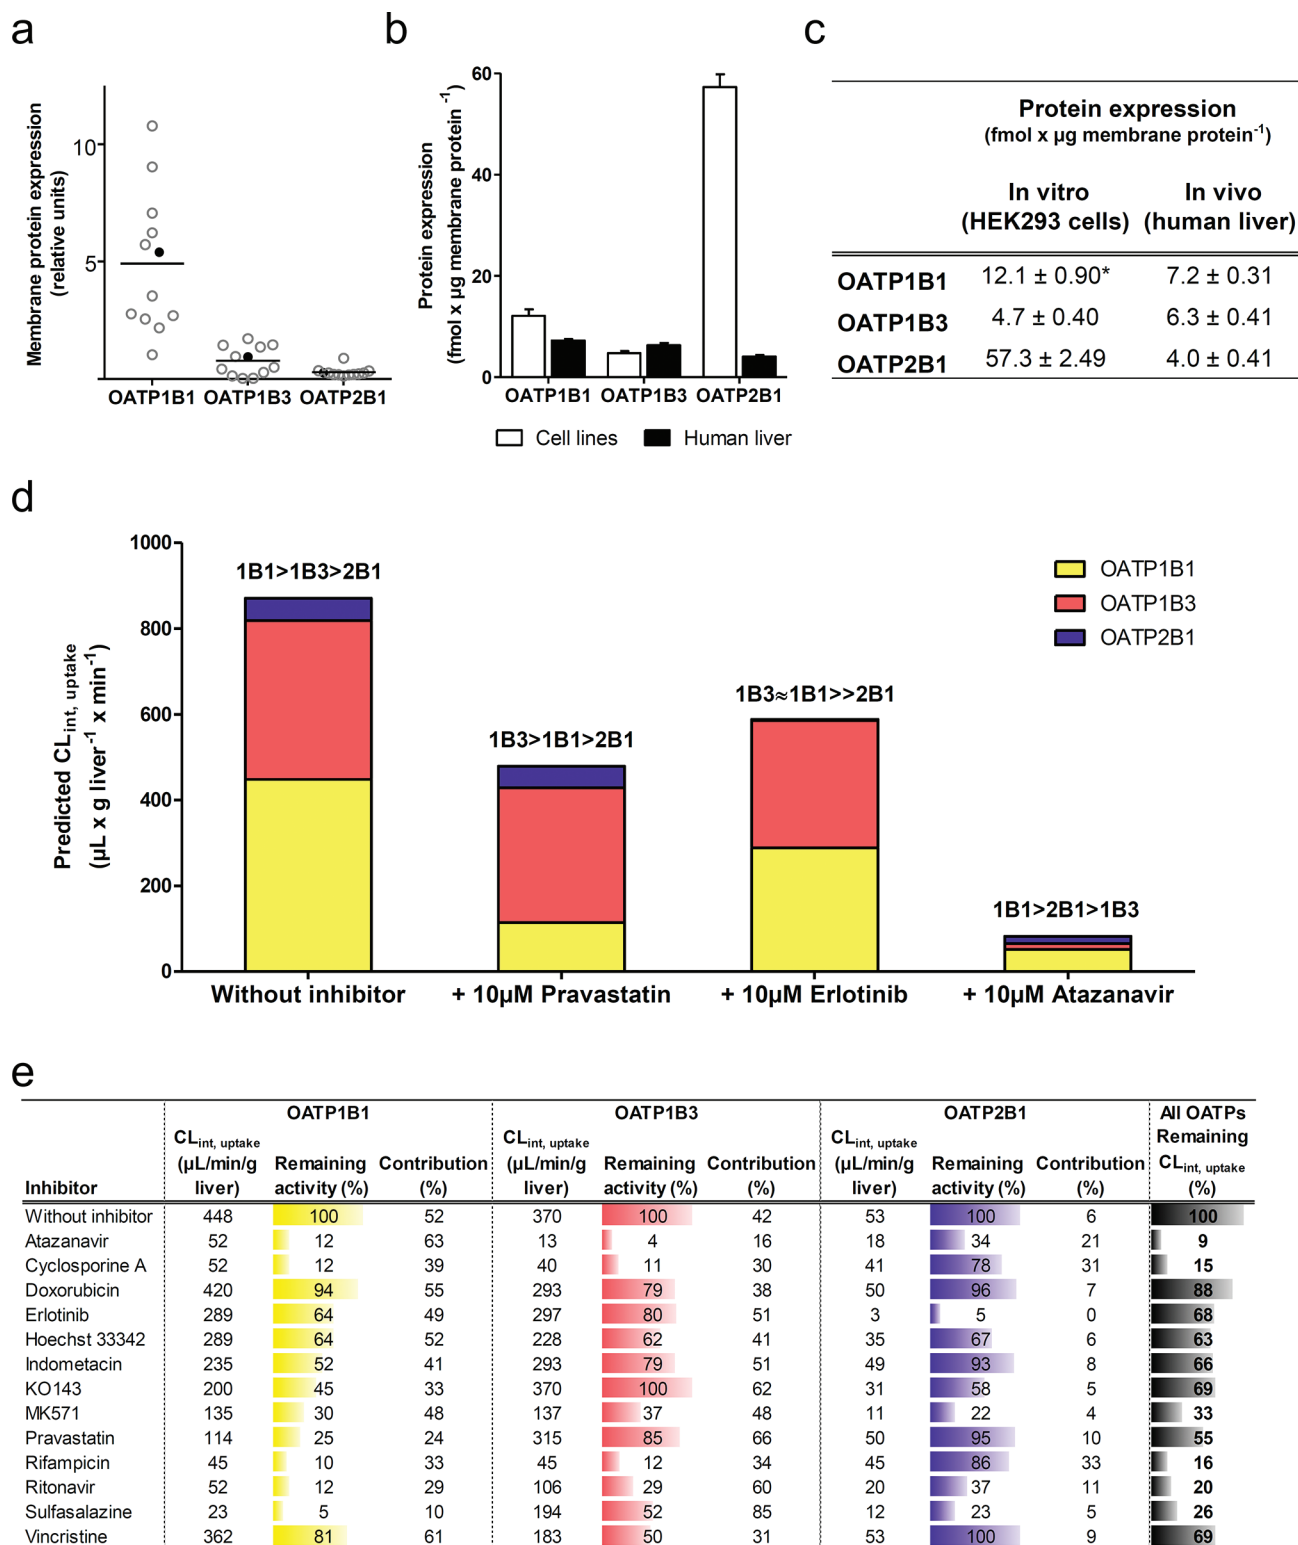 a
Membrane protein expression
(relative units)
10
5
OATP1B1 OATP1B3 OATP2B1
b
Protein expression
(fmol x µg membrane protein⁻¹)
60
40
20
0
OATP1B1 OATP1B3 OATP2B1
Cell lines Human liver
c
Protein expression
(fmol x µg membrane protein⁻¹)
In vitro In vivo
(HEK293 cells) (human liver)
OATP1B1 12.1 ± 0.90* 7.2 ± 0.31
OATP1B3 4.7 ± 0.40 6.3 ± 0.41
OATP2B1 57.3 ± 2.49 4.0 ± 0.41
d
Predicted CLint, uptake
(µL x g liver⁻¹ x min⁻¹)
1000
800
600
400
200
0
1B1>1B3>2B1
1B3>1B1>2B1
1B3≈1B1>>2B1
1B1>2B1>1B3
OATP1B1
OATP1B3
OATP2B1
Without inhibitor + 10µM Pravastatin + 10µM Erlotinib + 10µM Atazanavir
e
OATP1B1 OATP1B3 OATP2B1 All OATPs
CLint, uptake CLint, uptake CLint, uptake Remaining
(µL/min/g Remaining Contribution (µL/min/g Remaining Contribution (µL/min/g Remaining Contribution CLint, uptake
Inhibitor liver) activity (%) (%) liver) activity (%) (%) liver) activity (%) (%) (%)
Without inhibitor 448 100 52 370 100 42 53 100 6 100
Atazanavir 52 12 63 13 4 16 18 34 21 9
Cyclosporine A 52 12 39 40 11 30 41 78 31 15
Doxorubicin 420 94 55 293 79 38 50 96 7 88
Erlotinib 289 64 49 297 80 51 3 5 0 68
Hoechst 33342 289 64 52 228 62 41 35 67 6 63
Indometacin 235 52 41 293 79 51 49 93 8 66
KO143 200 45 33 370 100 62 31 58 5 69
MK571 135 30 48 137 37 48 11 22 4 33
Pravastatin 114 25 24 315 85 66 50 95 10 55
Rifampicin 45 10 33 45 12 34 45 86 33 16
Ritonavir 52 12 29 106 29 60 20 37 11 20
Sulfasalazine 23 5 10 194 52 85 12 23 5 26
Vincristine 362 81 61 183 50 31 53 100 9 69